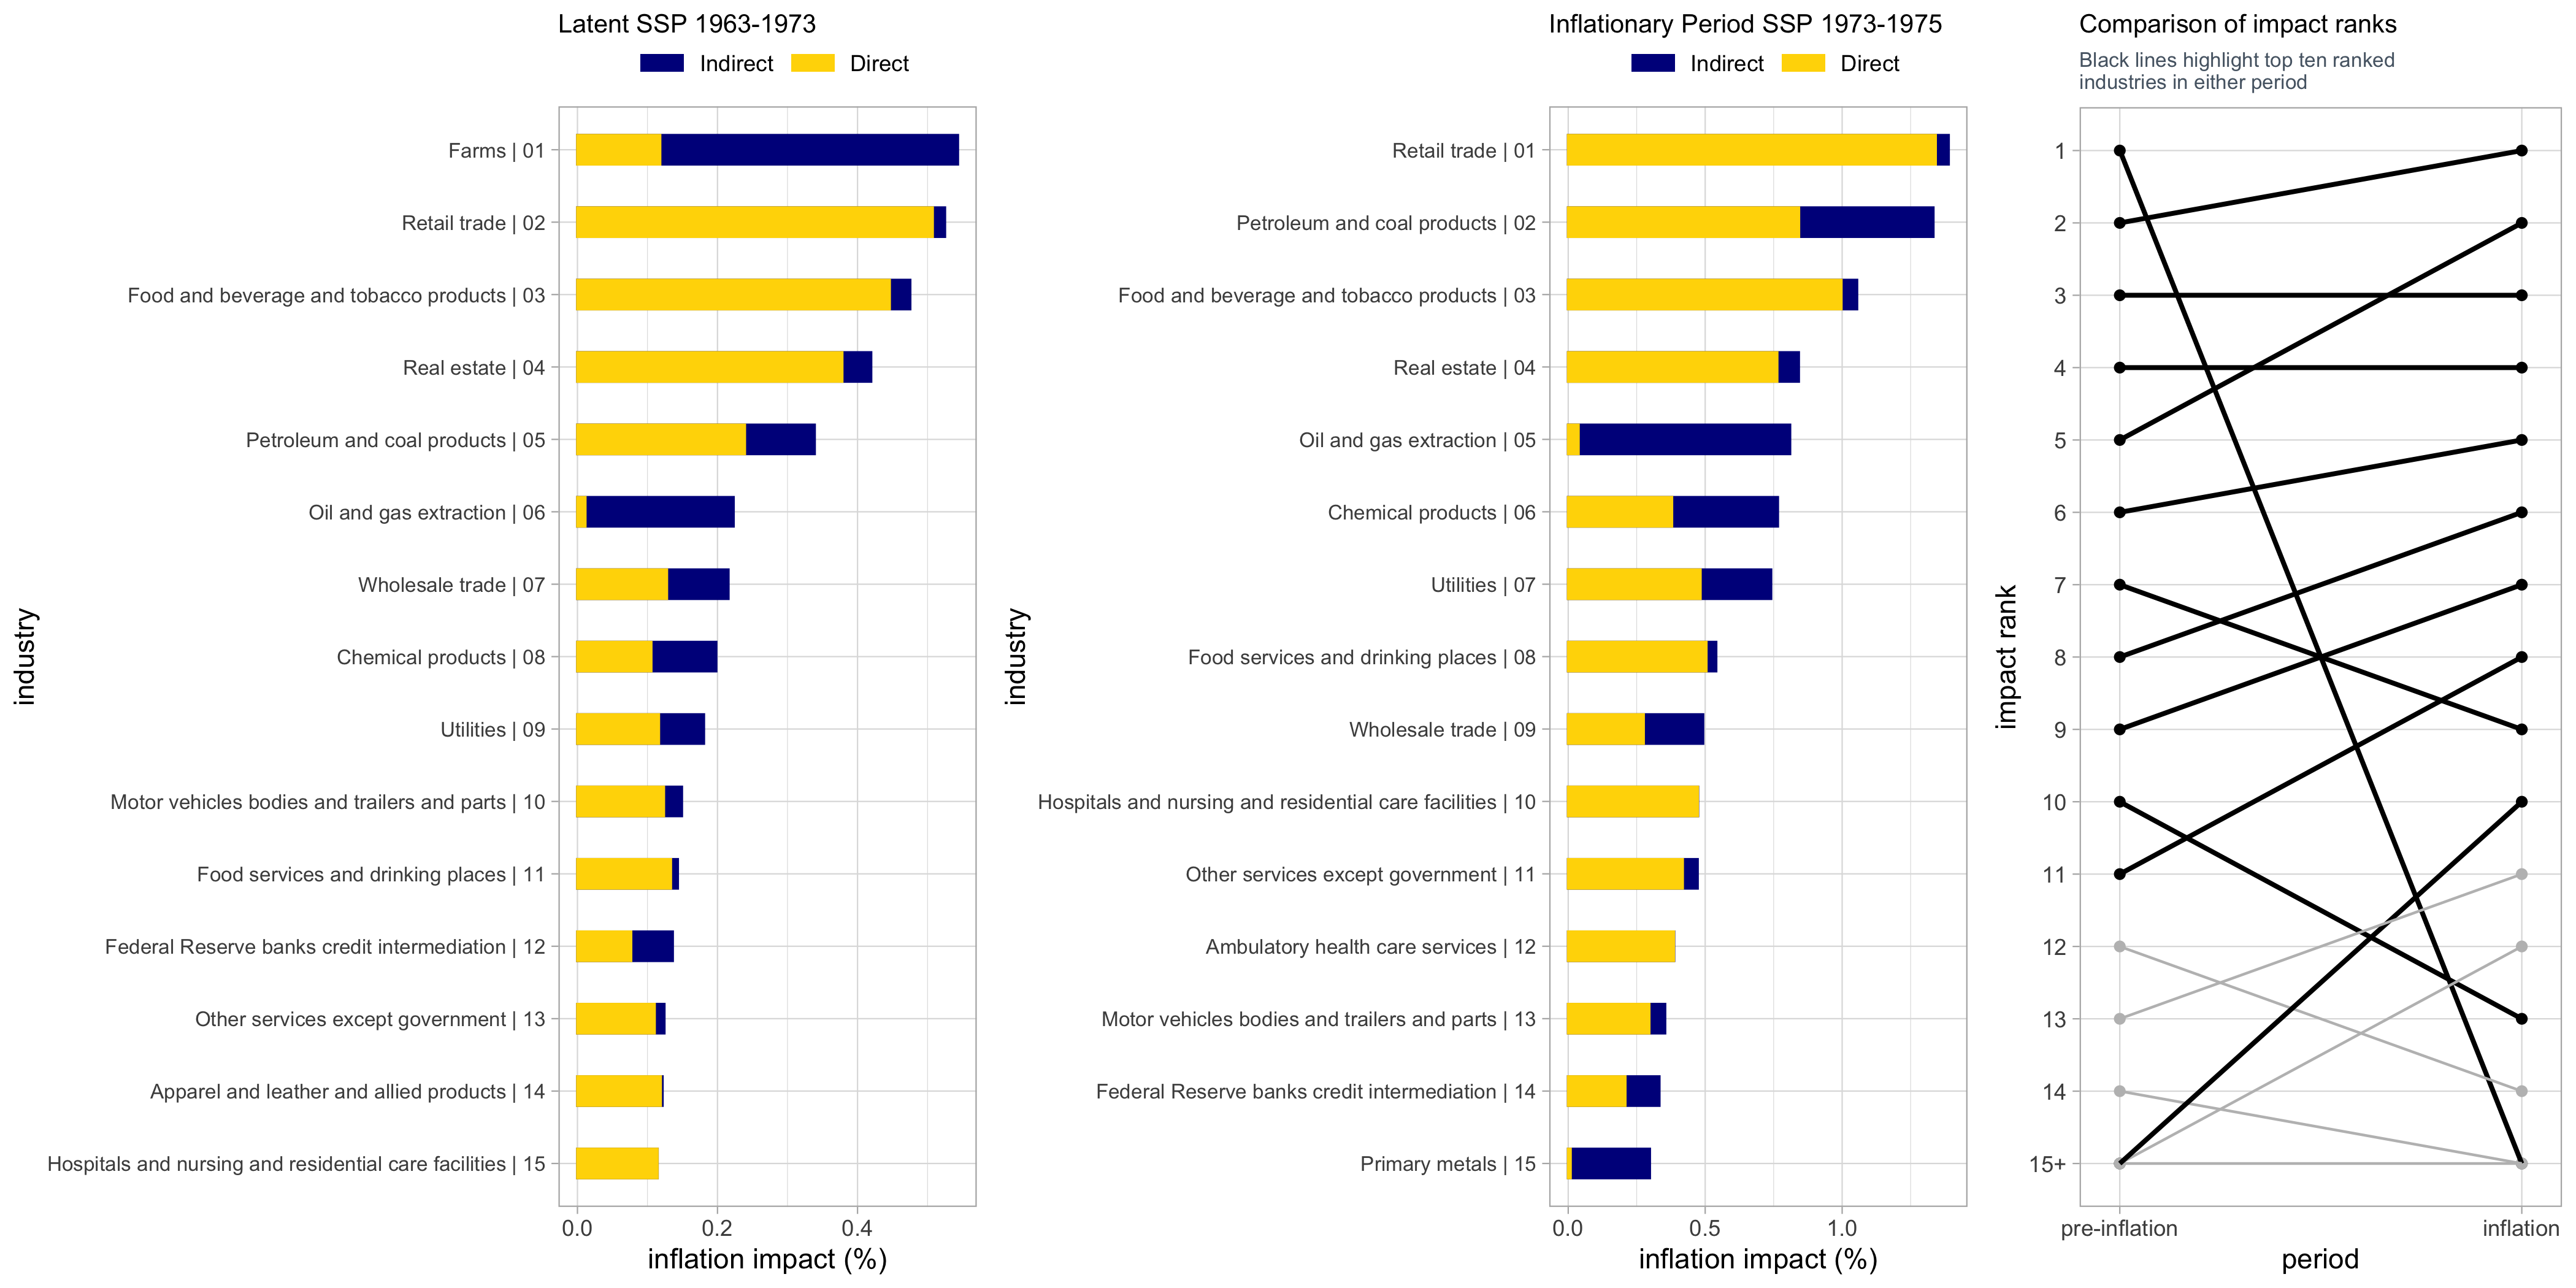 Latent SSP 1963-1973
Indirect
Direct
industry
Farms | 01
Retail trade | 02
Food and beverage and tobacco products | 03
Real estate | 04
Petroleum and coal products | 05
Oil and gas extraction | 06
Wholesale trade | 07
Chemical products | 08
Utilities | 09
Motor vehicles bodies and trailers and parts | 10
Food services and drinking places | 11
Federal Reserve banks credit intermediation | 12
Other services except government | 13
Apparel and leather and allied products | 14
Hospitals and nursing and residential care facilities | 15
0.0 0.2 0.4
inflation impact (%)
Inflationary Period SSP 1973-1975
Indirect
Direct
industry
Retail trade | 01
Petroleum and coal products | 02
Food and beverage and tobacco products | 03
Real estate | 04
Oil and gas extraction | 05
Chemical products | 06
Utilities | 07
Food services and drinking places | 08
Wholesale trade | 09
Hospitals and nursing and residential care facilities | 10
Other services except government | 11
Ambulatory health care services | 12
Motor vehicles bodies and trailers and parts | 13
Federal Reserve banks credit intermediation | 14
Primary metals | 15
0.0 0.5 1.0
inflation impact (%)
Comparison of impact ranks
Black lines highlight top ten ranked
industries in either period
impact rank
1
2
3
4
5
6
7
8
9
10
11
12
13
14
15+
pre-inflation inflation
period